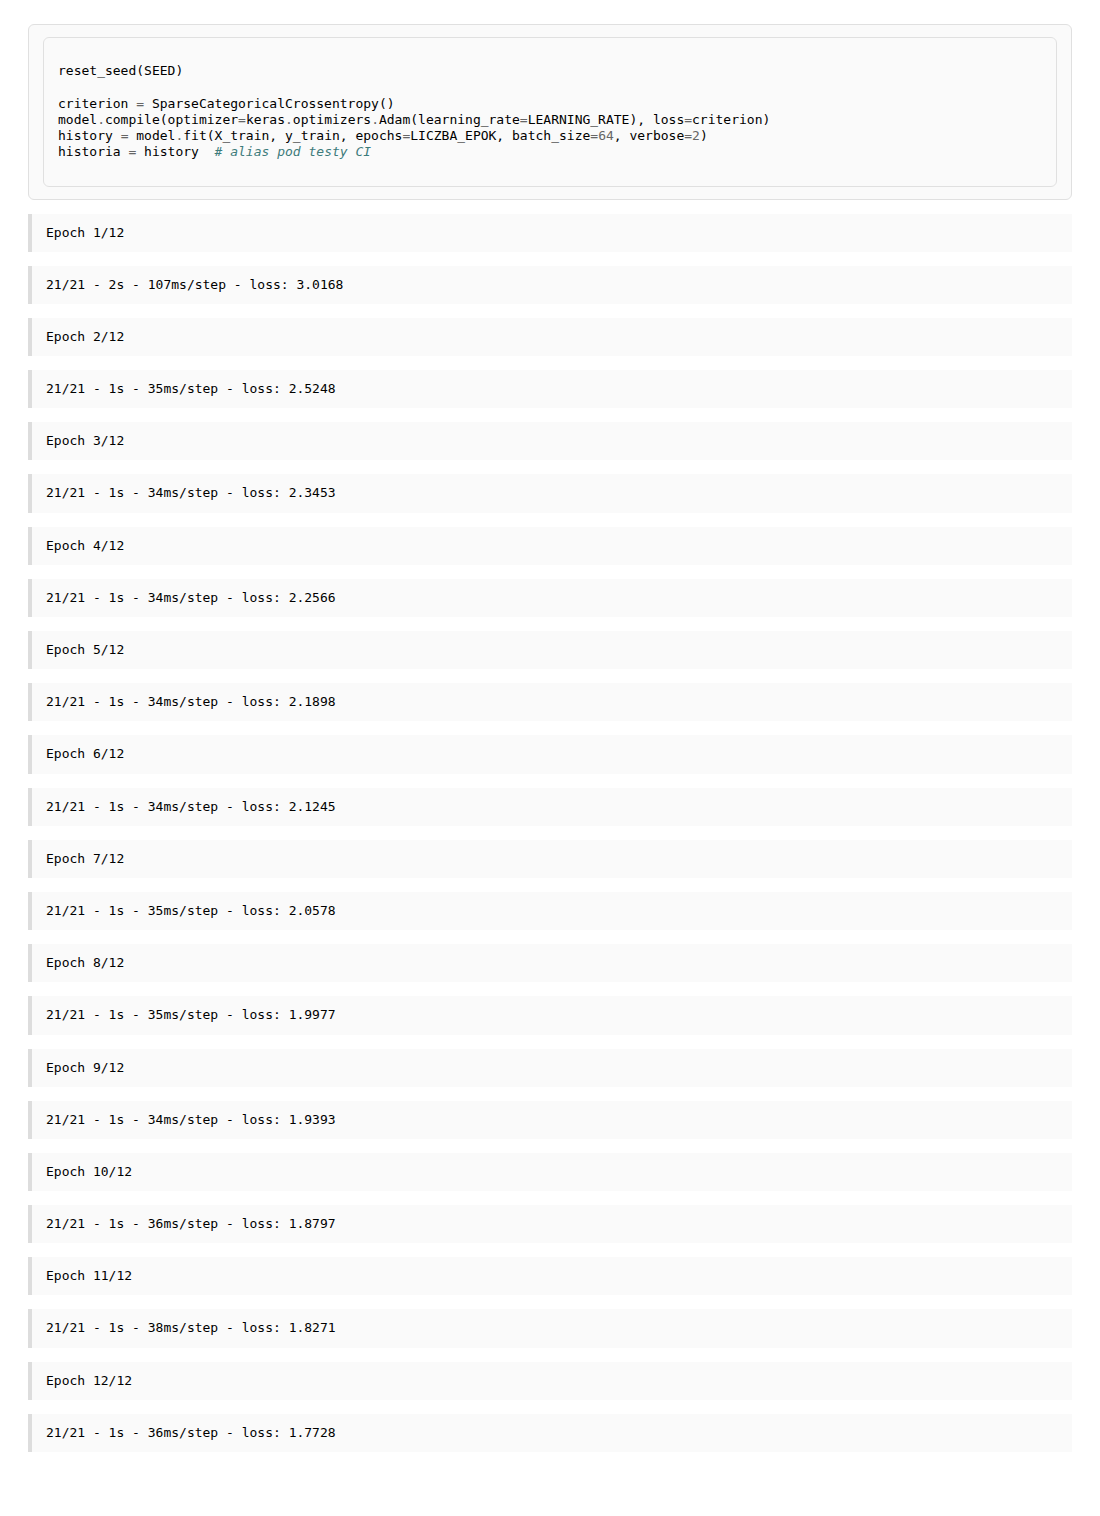 reset_seed(SEED)
criterion = SparseCategoricalCrossentropy()
model.compile(optimizer=keras.optimizers.Adam(learning_rate=LEARNING_RATE), loss=criterion)
history = model.fit(X_train, y_train, epochs=LICZBA_EPOK, batch_size=64, verbose=2)
historia = history  # alias pod testy CI
Epoch 1/12
21/21 - 2s - 107ms/step - loss: 3.0168
Epoch 2/12
21/21 - 1s - 35ms/step - loss: 2.5248
Epoch 3/12
21/21 - 1s - 34ms/step - loss: 2.3453
Epoch 4/12
21/21 - 1s - 34ms/step - loss: 2.2566
Epoch 5/12
21/21 - 1s - 34ms/step - loss: 2.1898
Epoch 6/12
21/21 - 1s - 34ms/step - loss: 2.1245
Epoch 7/12
21/21 - 1s - 35ms/step - loss: 2.0578
Epoch 8/12
21/21 - 1s - 35ms/step - loss: 1.9977
Epoch 9/12
21/21 - 1s - 34ms/step - loss: 1.9393
Epoch 10/12
21/21 - 1s - 36ms/step - loss: 1.8797
Epoch 11/12
21/21 - 1s - 38ms/step - loss: 1.8271
Epoch 12/12
21/21 - 1s - 36ms/step - loss: 1.7728